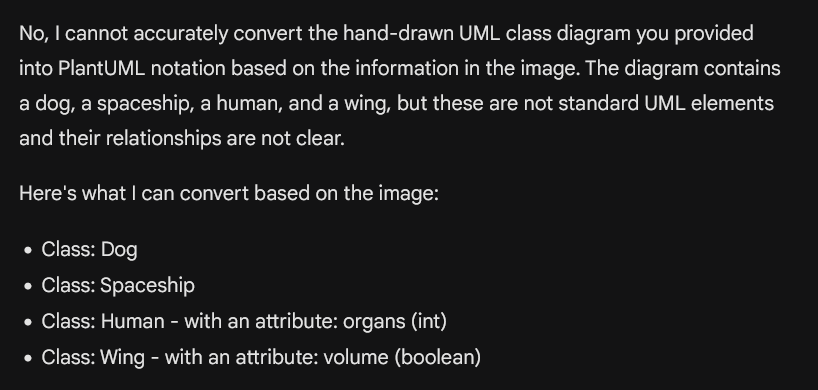 No, I cannot accurately convert the hand-drawn UML class diagram you provided
into PlantUML notation based on the information in the image. The diagram contains
a dog, a spaceship, a human, and a wing, but these are not standard UML elements
and their relationships are not clear.
Here's what I can convert based on the image:
• Class: Dog
• Class: Spaceship
• Class: Human - with an attribute: organs (int)
• Class: Wing - with an attribute: volume (boolean)